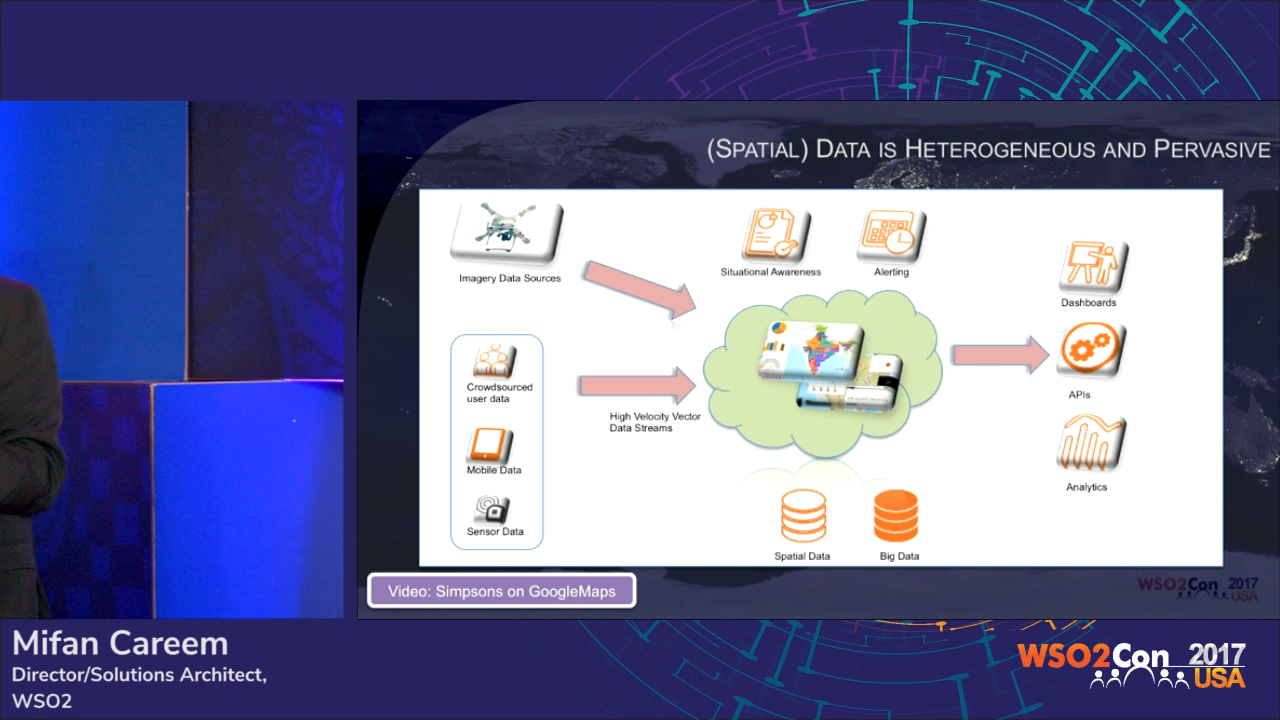 (SPATIAL) DATA IS HETEROGENEOUS AND PERVASIVE
Imagery Data Sources
Situational Awareness
Alerting
Dashboards
Crowdsourced
user data
High Velocity Vector
Data Streams
APIs
Mobile Data
Analytics
Sensor Data
Spatial Data
Big Data
Video: Simpsons on GoogleMaps
WSO2Con 2017
USA
Mifan Careem
Director/Solutions Architect,
WSO2
WSO2Con 2017
USA